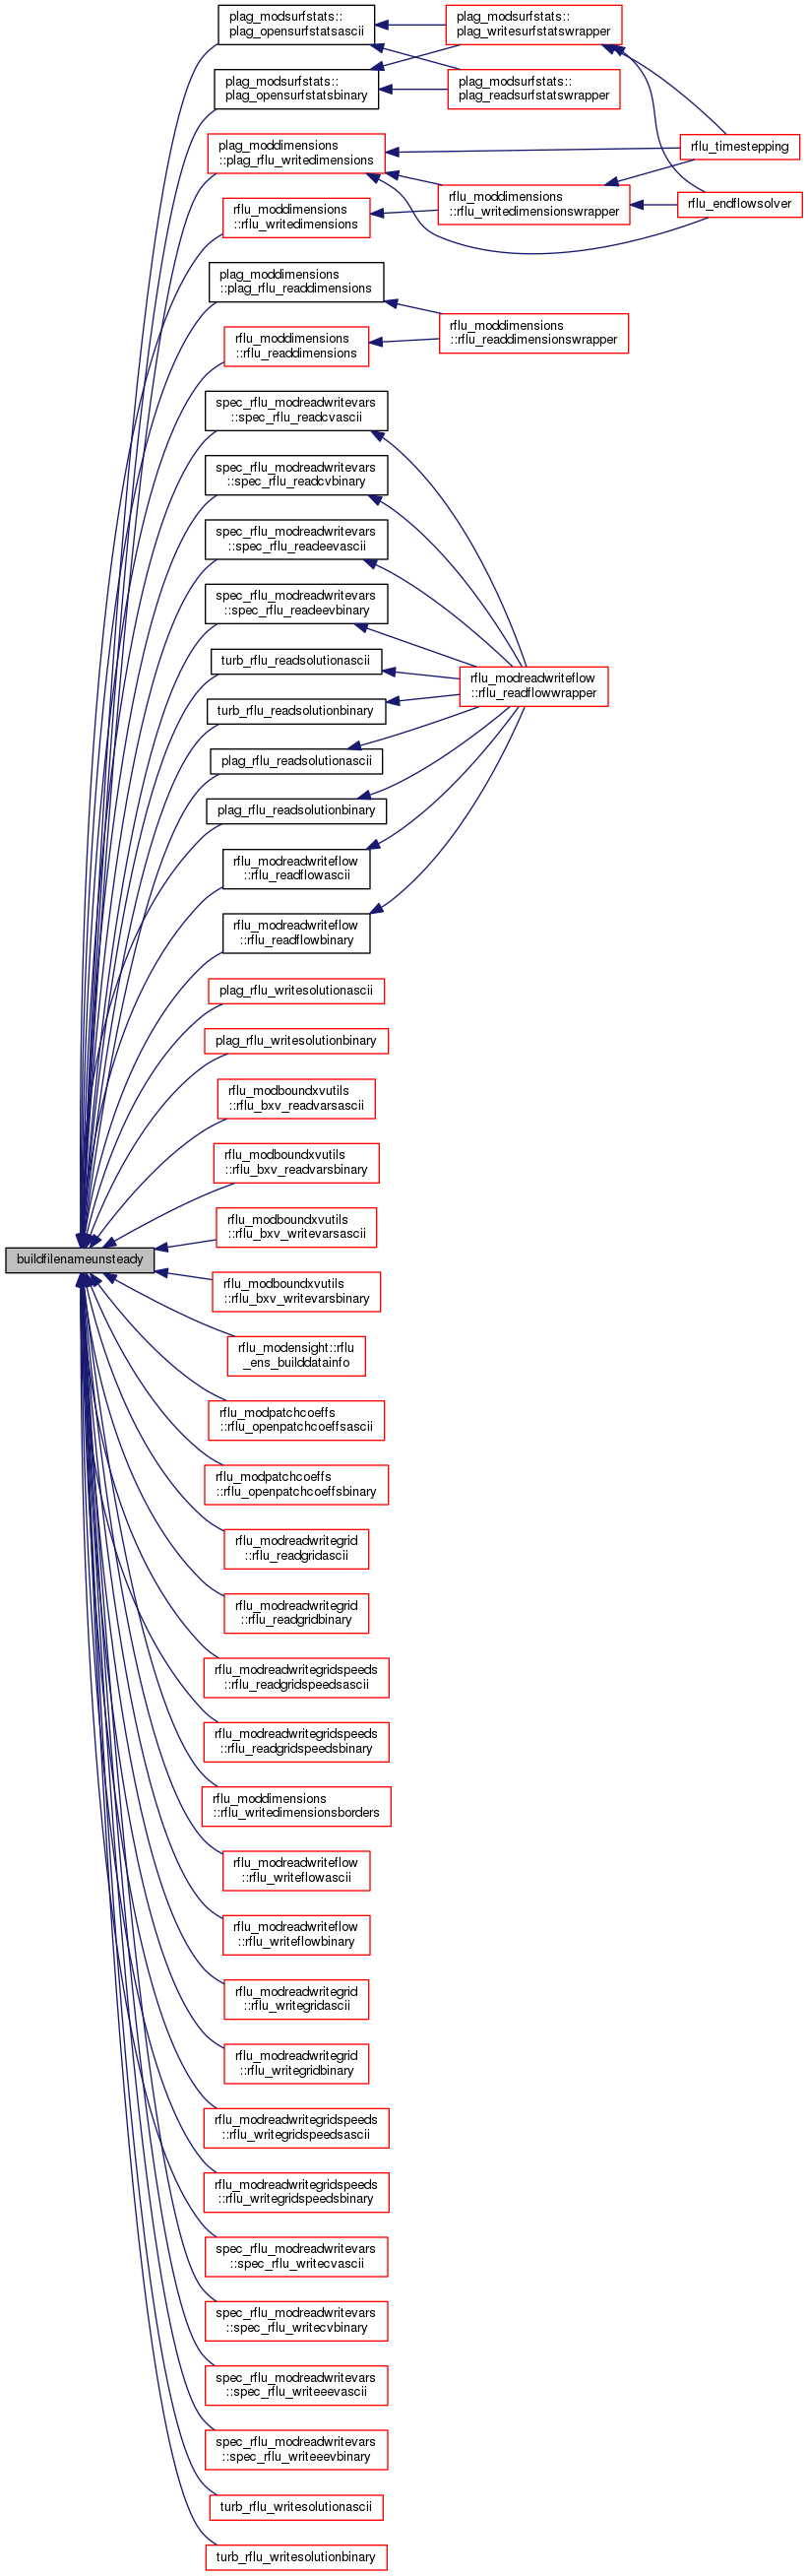 plag_modsurfstats::
plag_opensurfstatsascii
plag_modsurfstats::
plag_writesurfstatswrapper
plag_modsurfstats::
plag_opensurfstatsbinary
plag_modsurfstats::
plag_readsurfstatswrapper
plag_moddimensions
::plag_rflu_writedimensions
rflu_timestepping
rflu_moddimensions
::rflu_writedimensions
rflu_moddimensions
::rflu_writedimensionswrapper
rflu_endflowsolver
plag_moddimensions
::plag_rflu_readdimensions
rflu_moddimensions
::rflu_readdimensions
rflu_moddimensions
::rflu_readdimensionswrapper
spec_rflu_modreadwritevars
::spec_rflu_readcvascii
spec_rflu_modreadwritevars
::spec_rflu_readcvbinary
spec_rflu_modreadwritevars
::spec_rflu_readeevascii
spec_rflu_modreadwritevars
::spec_rflu_readeevbinary
turb_rflu_readsolutionascii
rflu_modreadwriteflow
::rflu_readflowwrapper
turb_rflu_readsolutionbinary
plag_rflu_readsolutionascii
plag_rflu_readsolutionbinary
rflu_modreadwriteflow
::rflu_readflowascii
rflu_modreadwriteflow
::rflu_readflowbinary
plag_rflu_writesolutionascii
plag_rflu_writesolutionbinary
rflu_modboundxvutils
::rflu_bxv_readvarsascii
rflu_modboundxvutils
::rflu_bxv_readvarsbinary
rflu_modboundxvutils
::rflu_bxv_writevarsascii
buildfilenameunsteady
rflu_modboundxvutils
::rflu_bxv_writevarsbinary
rflu_modensight::rflu
_ens_builddatainfo
rflu_modpatchcoeffs
::rflu_openpatchcoeffsascii
rflu_modpatchcoeffs
::rflu_openpatchcoeffsbinary
rflu_modreadwritegrid
::rflu_readgridascii
rflu_modreadwritegrid
::rflu_readgridbinary
rflu_modreadwritegridspeeds
::rflu_readgridspeedsascii
rflu_modreadwritegridspeeds
::rflu_readgridspeedsbinary
rflu_moddimensions
::rflu_writedimensionsborders
rflu_modreadwriteflow
::rflu_writeflowascii
rflu_modreadwriteflow
::rflu_writeflowbinary
rflu_modreadwritegrid
::rflu_writegridascii
rflu_modreadwritegrid
::rflu_writegridbinary
rflu_modreadwritegridspeeds
::rflu_writegridspeedsascii
rflu_modreadwritegridspeeds
::rflu_writegridspeedsbinary
spec_rflu_modreadwritevars
::spec_rflu_writecvascii
spec_rflu_modreadwritevars
::spec_rflu_writecvbinary
spec_rflu_modreadwritevars
::spec_rflu_writeeevascii
spec_rflu_modreadwritevars
::spec_rflu_writeeevbinary
turb_rflu_writesolutionascii
turb_rflu_writesolutionbinary